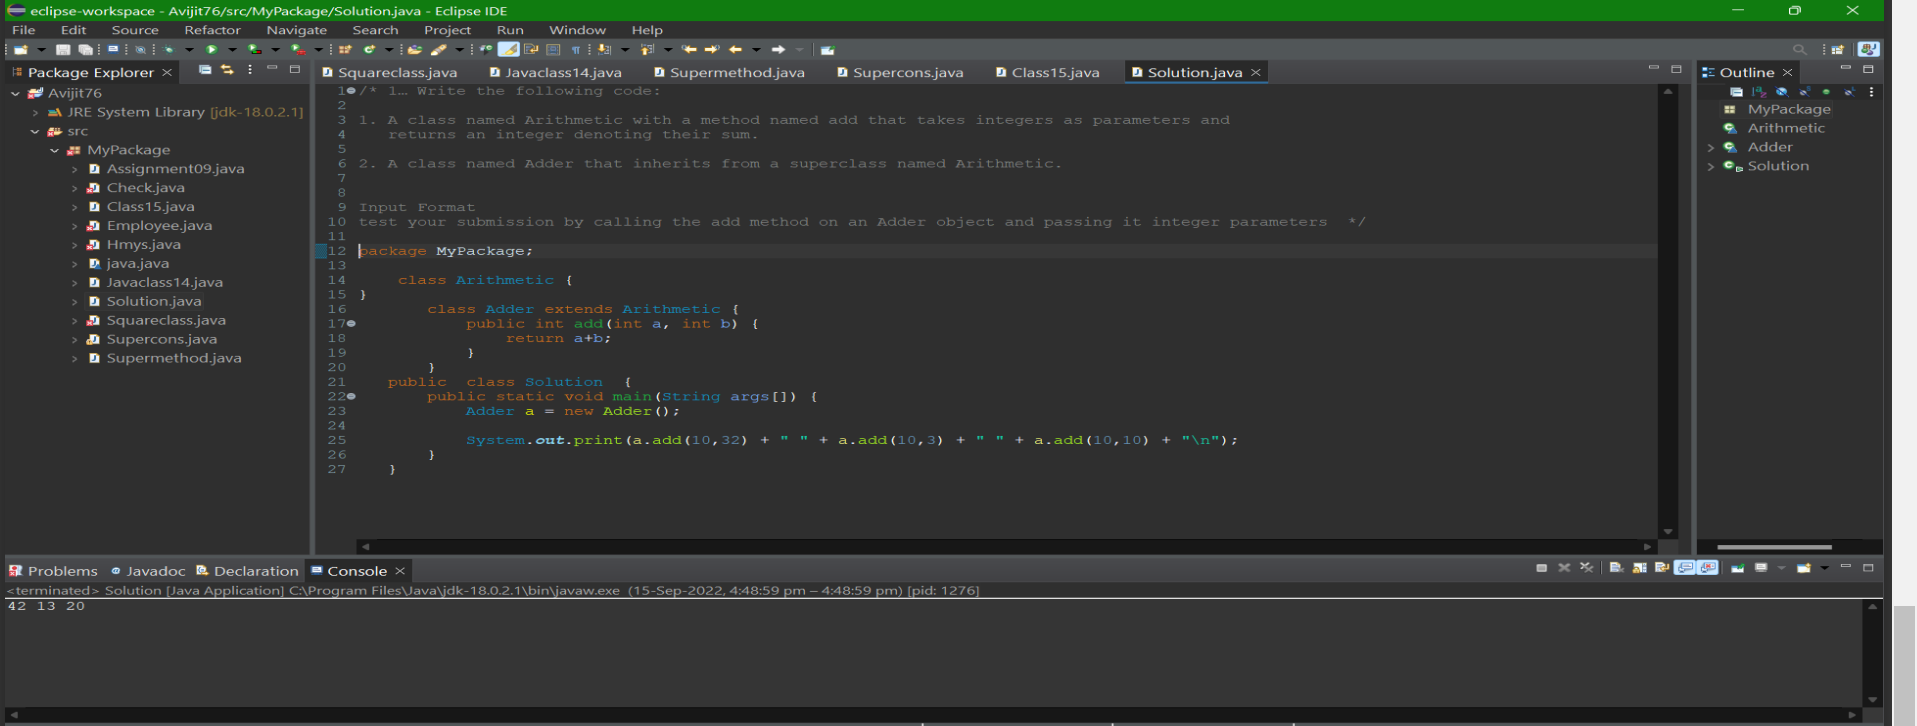 eclipse-workspace - Avijit76/src/MyPackage/Solution.java - Eclipse IDE
File Edit Source Refactor Navigate Search Project Run Window Help
Package Explorer
Squareclass.java Javaclass14.java Supermethod.java Supercons.java Class15.java Solution.java
Outline
Avijit76
JRE System Library [jdk-18.0.2.1]
src
MyPackage
Assignment09.java
Check.java
Class15.java
Employee.java
Hmys.java
java.java
Javaclass14.java
Solution.java
Squareclass.java
Supercons.java
Supermethod.java
1 /* 1… Write the following code:
2
3 1. A class named Arithmetic with a method named add that takes integers as parameters and
4 returns an integer denoting their sum.
5
6 2. A class named Adder that inherits from a superclass named Arithmetic.
7
8
9 Input Format
10 test your submission by calling the add method on an Adder object and passing it integer parameters */
11
12 package MyPackage;
13
14 class Arithmetic {
15 }
16 class Adder extends Arithmetic {
17 public int add(int a, int b) {
18 return a+b;
19 }
20 }
21 public class Solution {
22 public static void main(String args[]) {
23 Adder a = new Adder();
24
25 System.out.print(a.add(10,32) + " " + a.add(10,3) + " " + a.add(10,10) + "\n");
26 }
27 }
MyPackage
Arithmetic
Adder
Solution
Problems Javadoc Declaration Console
<terminated> Solution [Java Application] C:\Program Files\Java\jdk-18.0.2.1\bin\javaw.exe (15-Sep-2022, 4:48:59 pm – 4:48:59 pm) [pid: 1276]
42 13 20